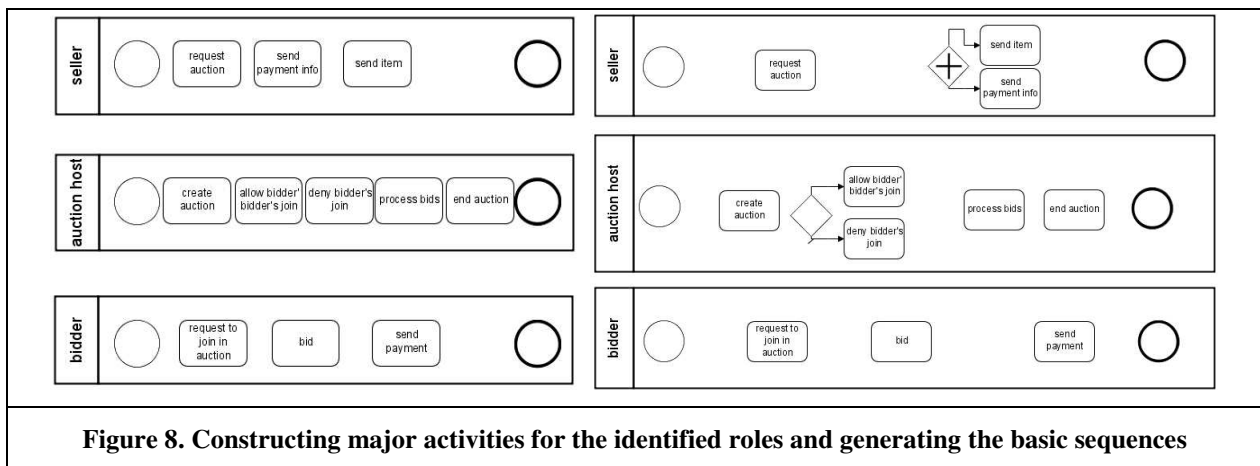 seller
request
auction
send
payment info
send item
auction host
create
auction
allow bidder'
bidder's join
deny bidder's
join
process bids
end auction
bidder
request to
join in
auction
bid
send
payment
seller
request
auction
send item
send
payment info
auction host
create
auction
allow bidder'
bidder's join
deny bidder's
join
process bids
end auction
bidder
request to
join in
auction
bid
send
payment
Figure 8. Constructing major activities for the identified roles and generating the basic sequences